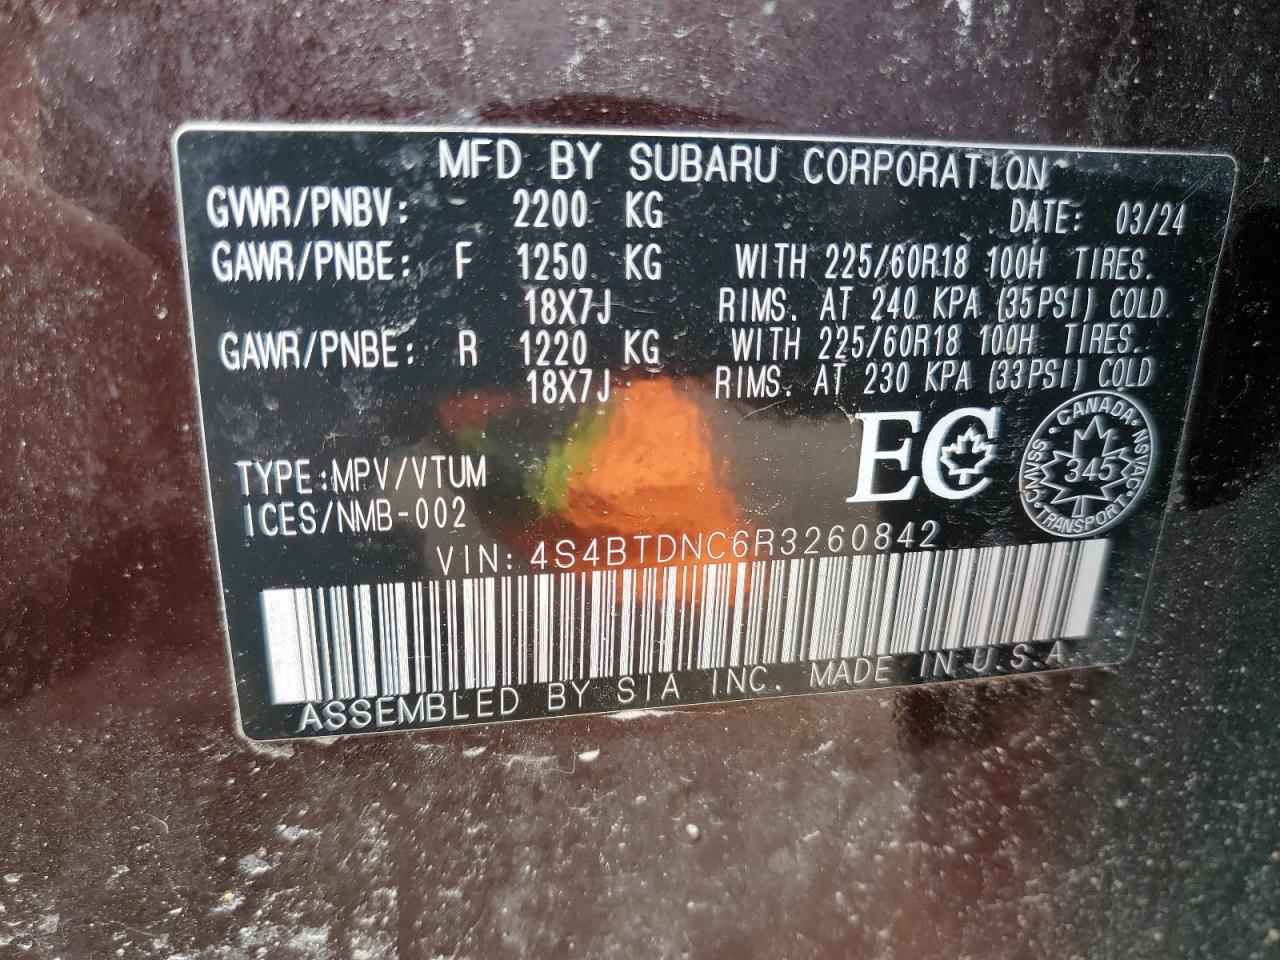 MFD BY SUBARU CORPORATION
GVWR/PNBV: 2200 KG DATE: 03/24
GAWR/PNBE: F 1250 KG WITH 225/60R18 100H TIRES.
18X7J RIMS. AT 240 KPA (35PSI) COLD
GAWR/PNBE: R 1220 KG WITH 225/60R18 100H TIRES.
18X7J RIMS. AT 230 KPA (33PSI) COLD
EC
CANADA
CMVSS 345 NSVAC
TRANSPORT
TYPE:MPV/VTUM
ICES/NMB-002
VIN: 4S4BTDNC6R3260842
ASSEMBLED BY SIA INC. MADE IN U.S.A.